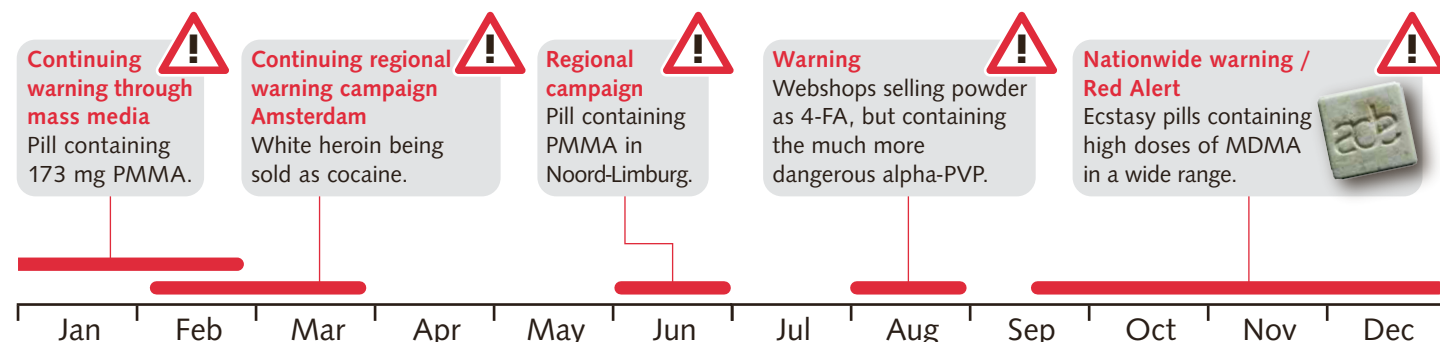 Continuing
warning through
mass media
Pill containing
173 mg PMMA.
Continuing regional
warning campaign
Amsterdam
White heroin being
sold as cocaine.
Regional
campaign
Pill containing
PMMA in
Noord-Limburg.
Warning
Webshops selling powder
as 4-FA, but containing
the much more
dangerous alpha-PVP.
Nationwide warning /
Red Alert
Ecstasy pills containing
high doses of MDMA
in a wide range.
Jan Feb Mar Apr May Jun Jul Aug Sep Oct Nov Dec